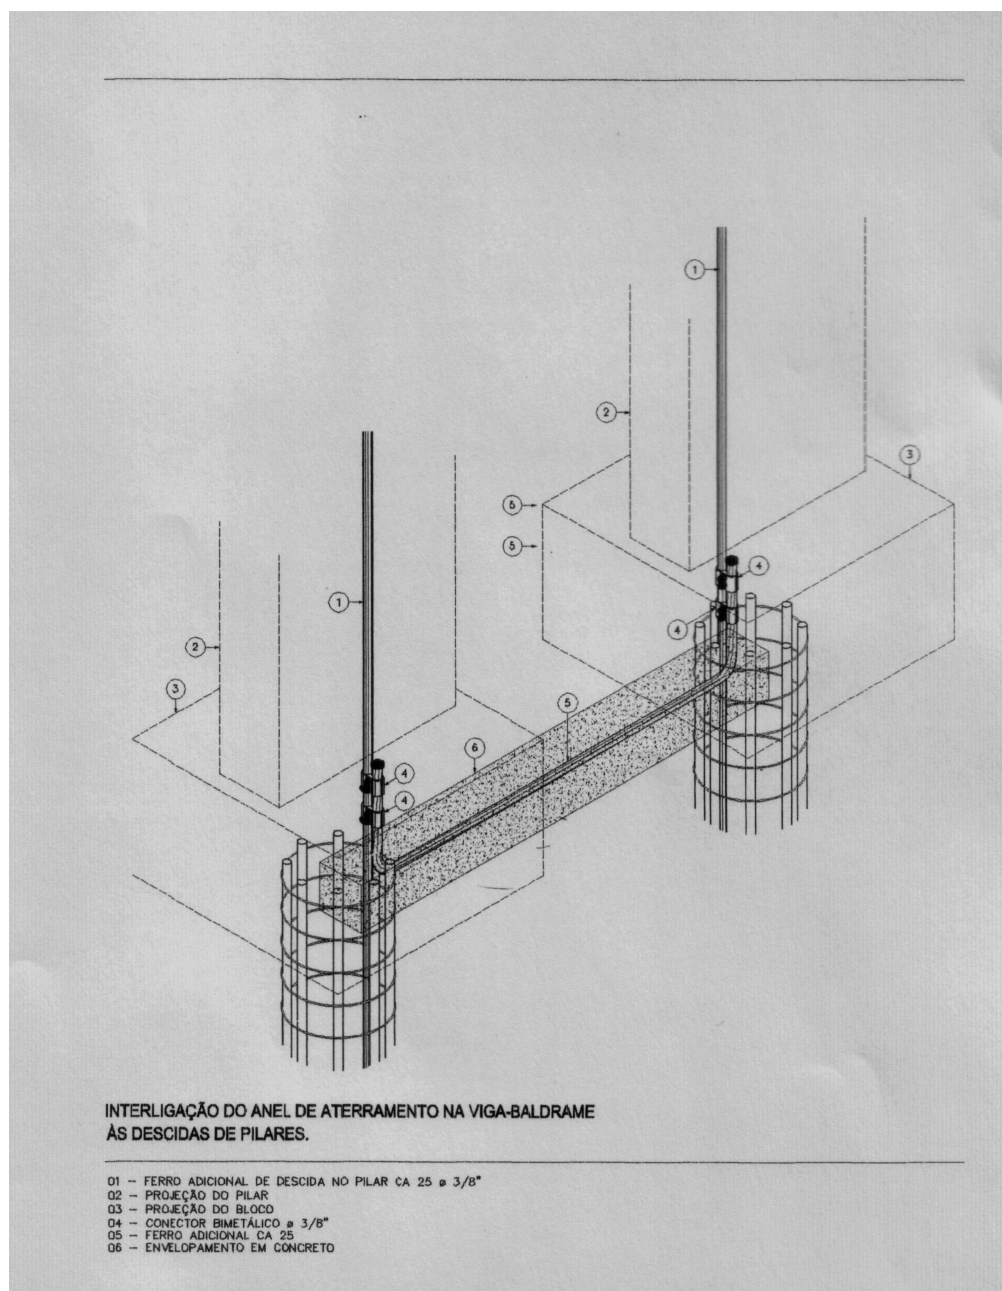 1
2
3
5
5
4
1
4
2
3
5
6
4
4
INTERLIGAÇÃO DO ANEL DE ATERRAMENTO NA VIGA-BALDRAME
ÀS DESCIDAS DE PILARES.
01 – FERRO ADICIONAL DE DESCIDA NO PILAR CA 25 ø 3/8"
02 – PROJEÇÃO DO PILAR
03 – PROJEÇÃO DO BLOCO
04 – CONECTOR BIMETÁLICO ø 3/8"
05 – FERRO ADICIONAL CA 25
06 – ENVELOPAMENTO EM CONCRETO